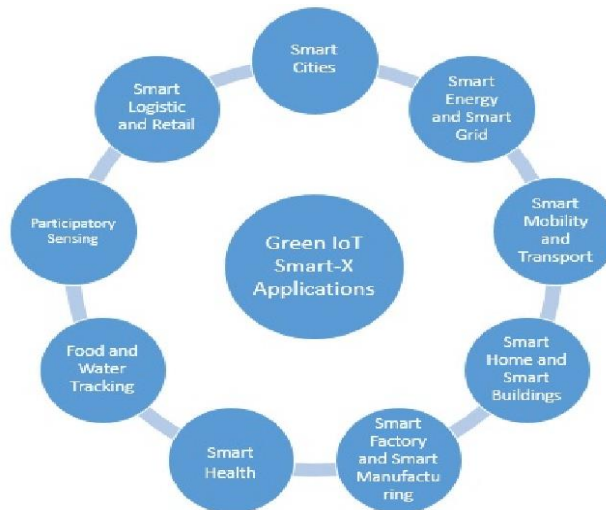 Smart
Cities
Smart
Energy
and Smart
Grid
Smart
Mobility
and
Transport
Smart
Home and
Smart
Buildings
Smart
Factory
and Smart
Manufactu
ring
Smart
Health
Food and
Water
Tracking
Participatory
Sensing
Smart
Logistic
and Retail
Green IoT
Smart-X
Applications